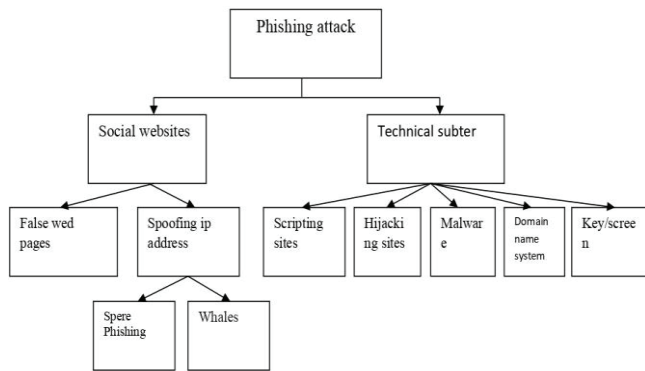 Phishing attack
Social websites
Technical subter
False wed
pages
Spoofing ip
address
Scripting
sites
Hijacki
ng sites
Malwar
e
Domain
name
system
Key/scree
n
Spere
Phishing
Whales